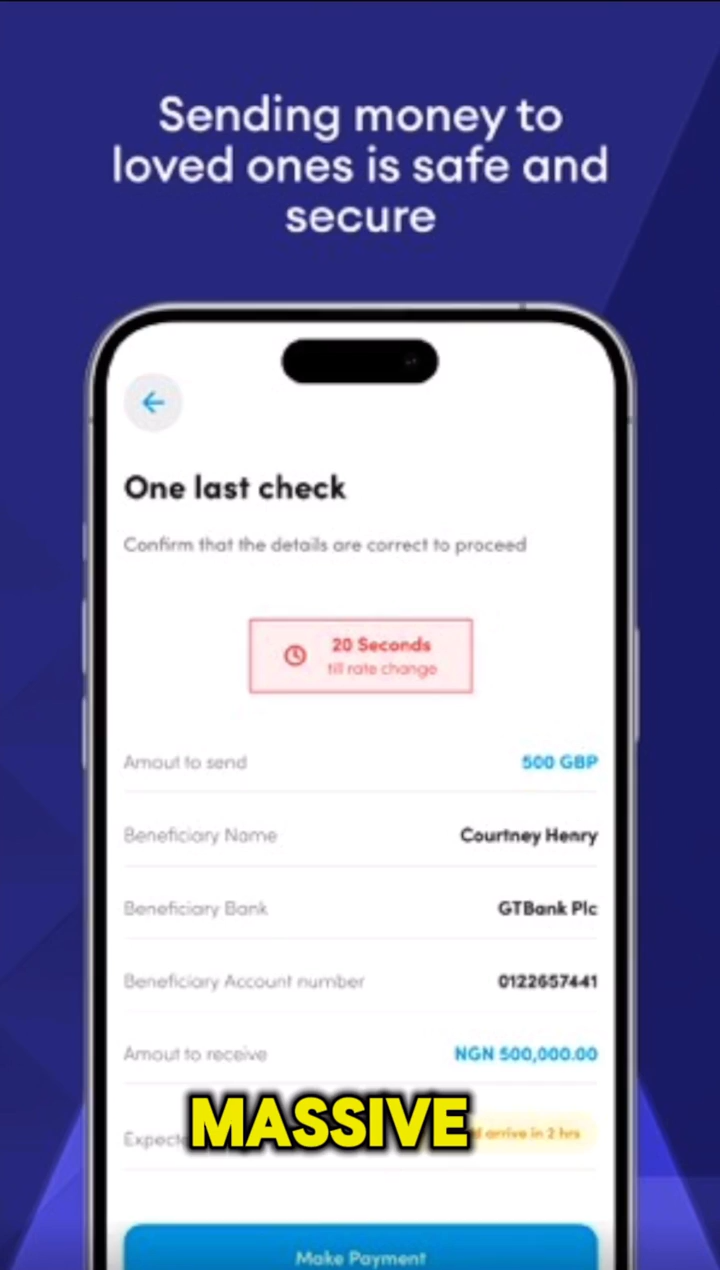 Sending money to
loved ones is safe and
secure
One last check
Confirm that the details are correct to proceed
20 Seconds
till rate change
Amout to send 500 GBP
Beneficiary Name Courtney Henry
Beneficiary Bank GTBank Plc
Beneficiary Account number 0122657441
Amout to receive NGN 500,000.00
MASSIVE
arrive in 2 hrs
Make Payment